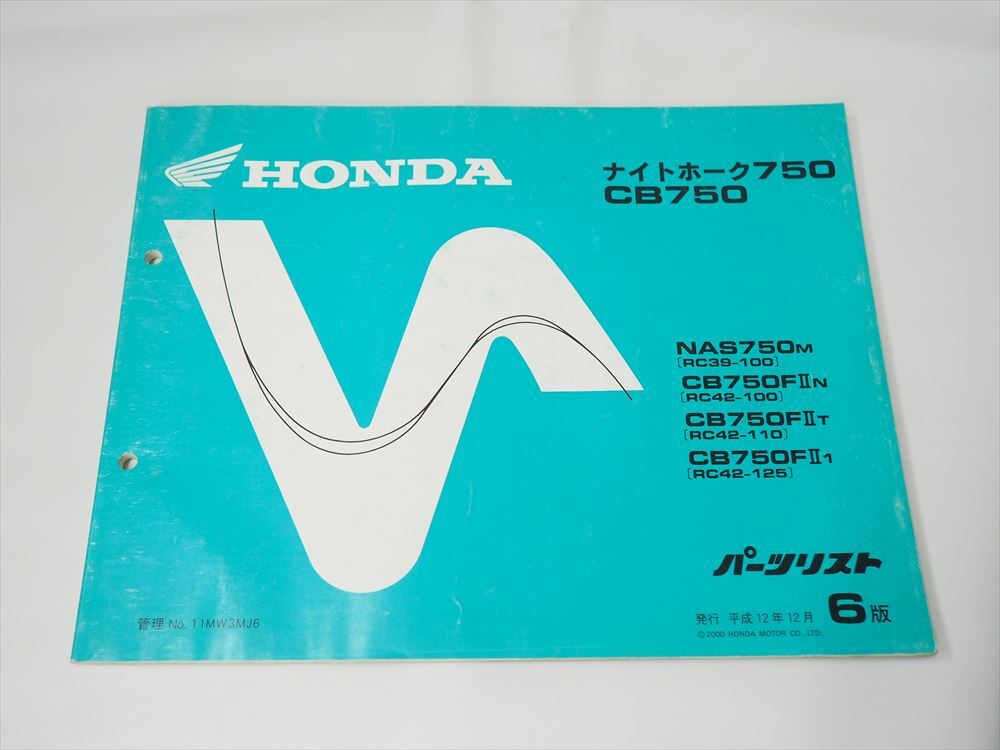 HONDA
ナイトホーク750
CB750
NAS750M
[RC39-100]
CB750FⅡN
[RC42-100]
CB750FⅡT
[RC42-110]
CB750FⅡ1
[RC42-125]
パーツリスト
管理 No. 11MW3MJ6
発行 平成12年12月 6版
©2000 HONDA MOTOR CO., LTD.